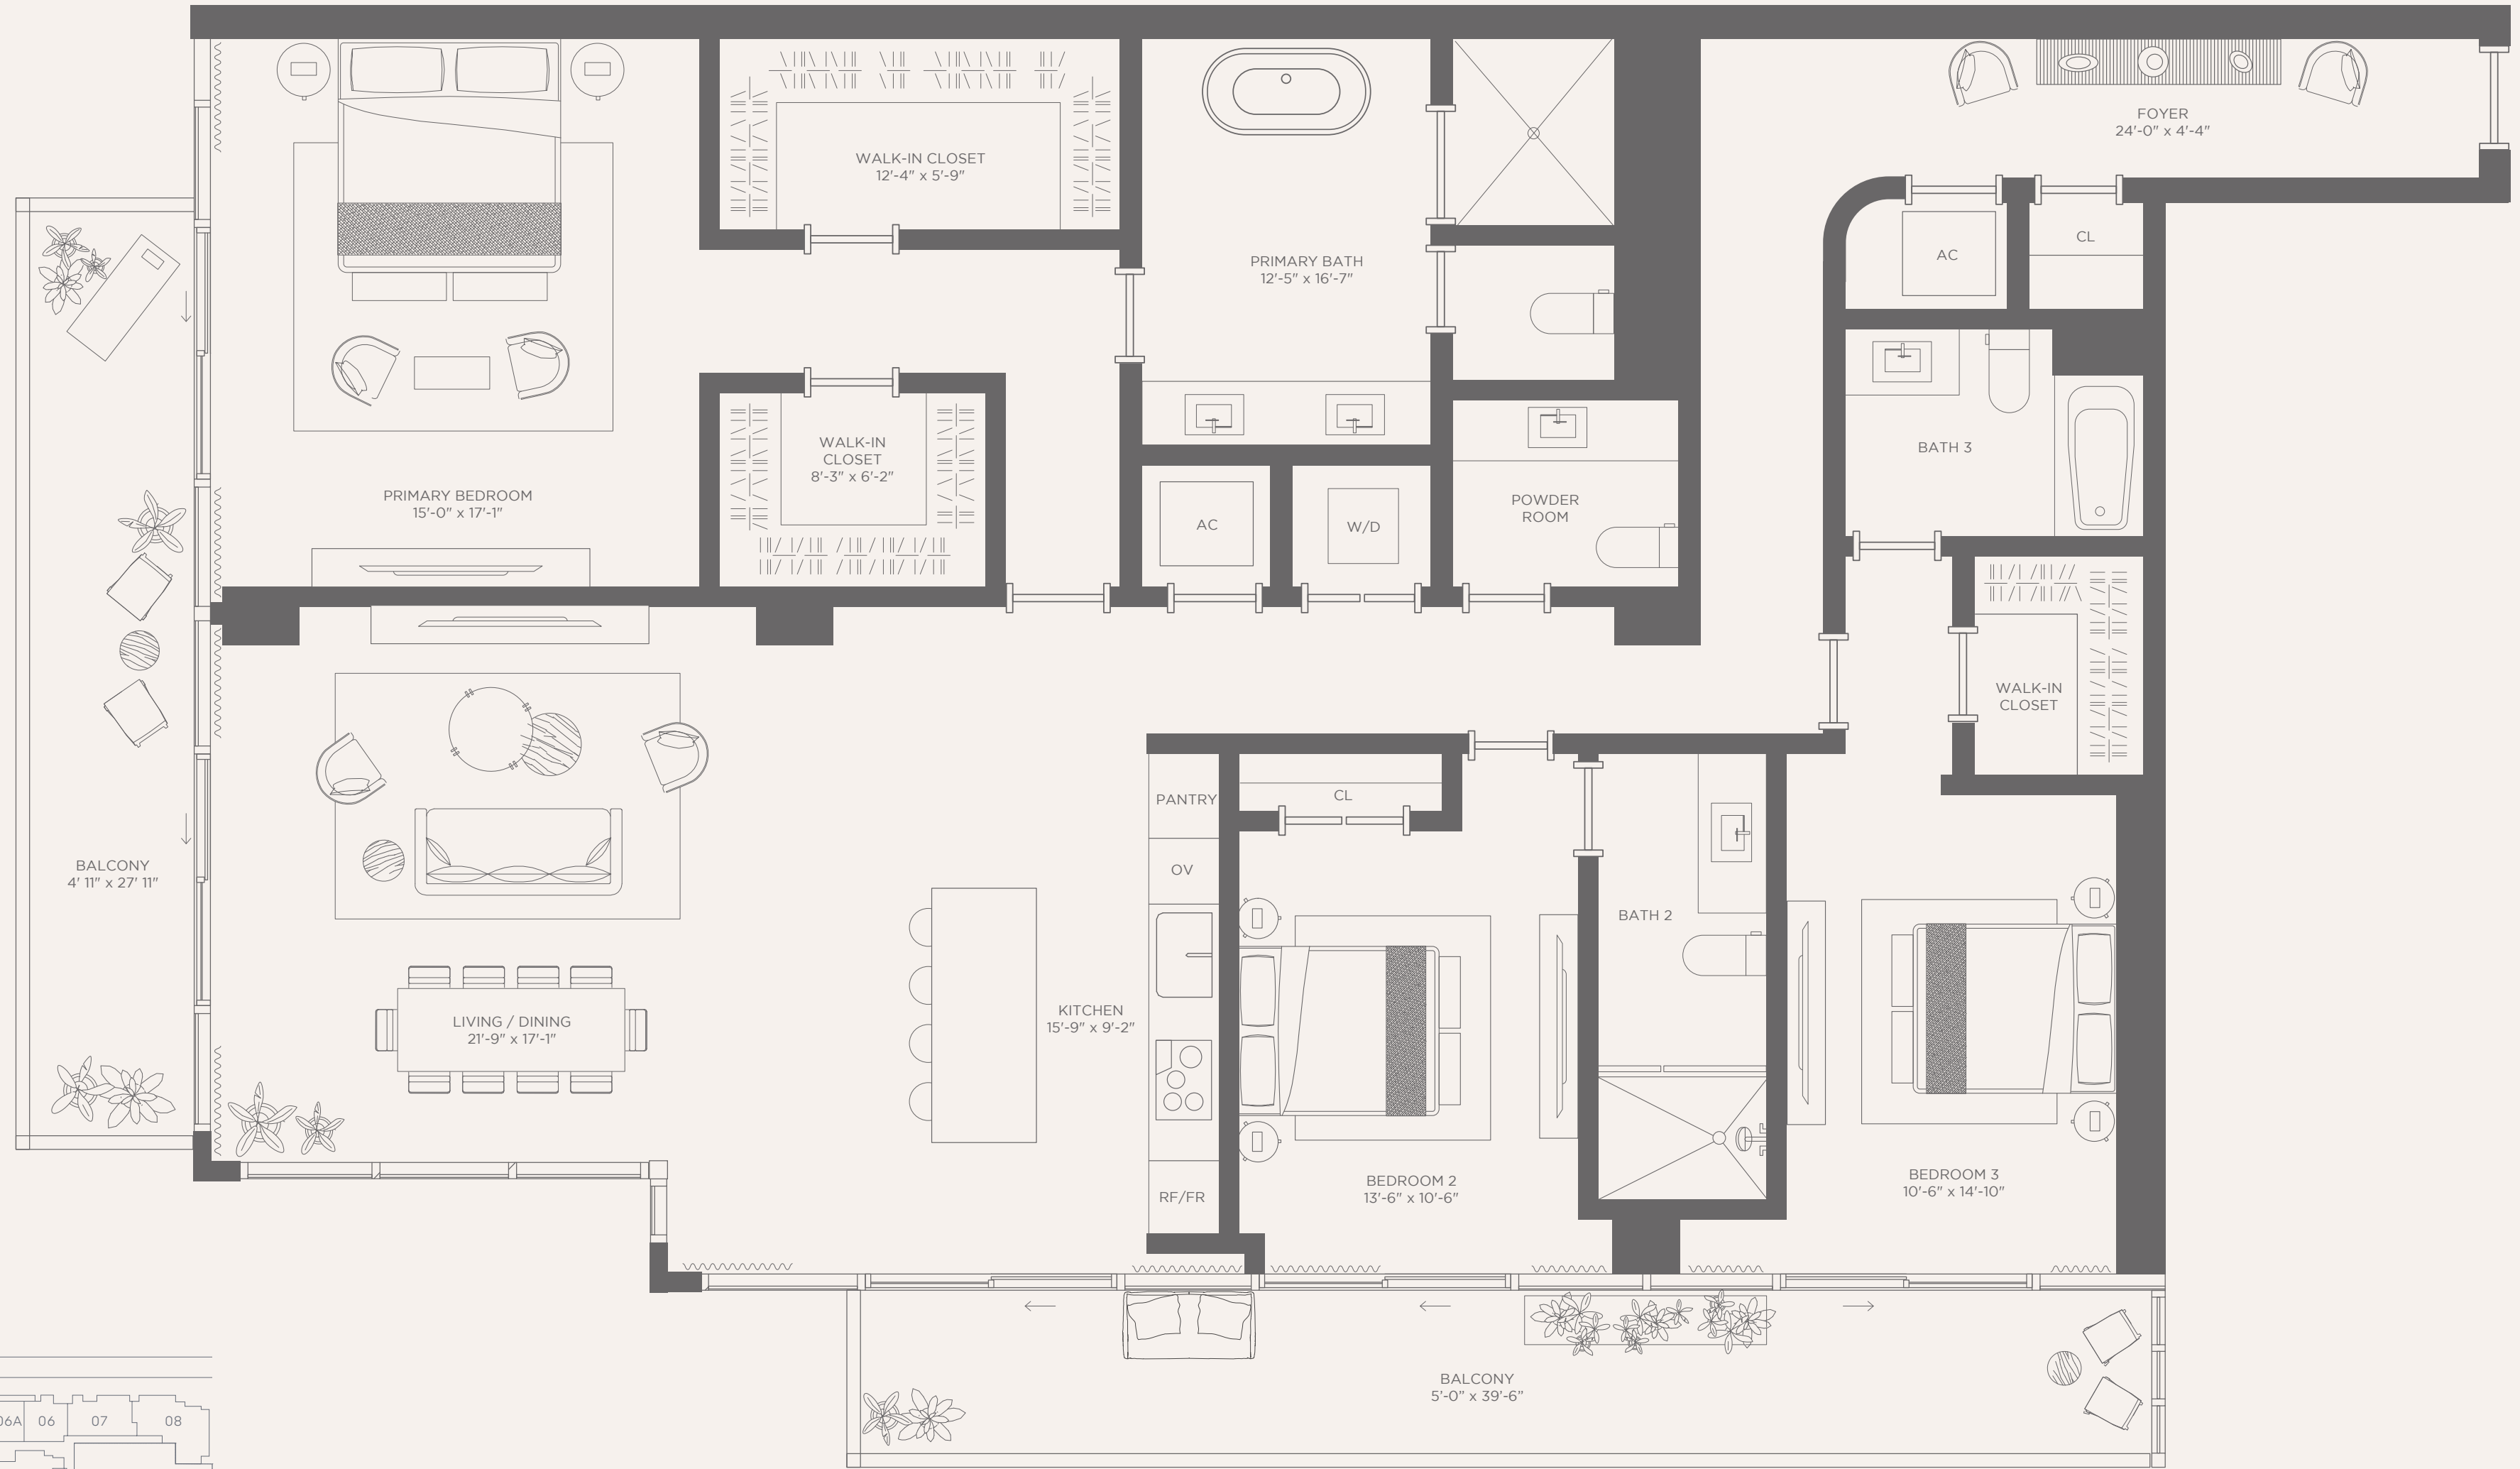 FOYER
24'-0" x 4'-4"
WALK-IN CLOSET
12'-4" x 5'-9"
PRIMARY BATH
12'-5" x 16'-7"
AC
CL
WALK-IN
CLOSET
8'-3" x 6'-2"
BATH 3
PRIMARY BEDROOM
15'-0" x 17'-1"
AC
W/D
POWDER
ROOM
WALK-IN
CLOSET
PANTRY
CL
BALCONY
4' 11" x 27' 11"
OV
BATH 2
LIVING / DINING
21'-9" x 17'-1"
KITCHEN
15'-9" x 9'-2"
RF/FR
BEDROOM 2
13'-6" x 10'-6"
BEDROOM 3
10'-6" x 14'-10"
BALCONY
5'-0” x 39’-6”
06A 06 07 08